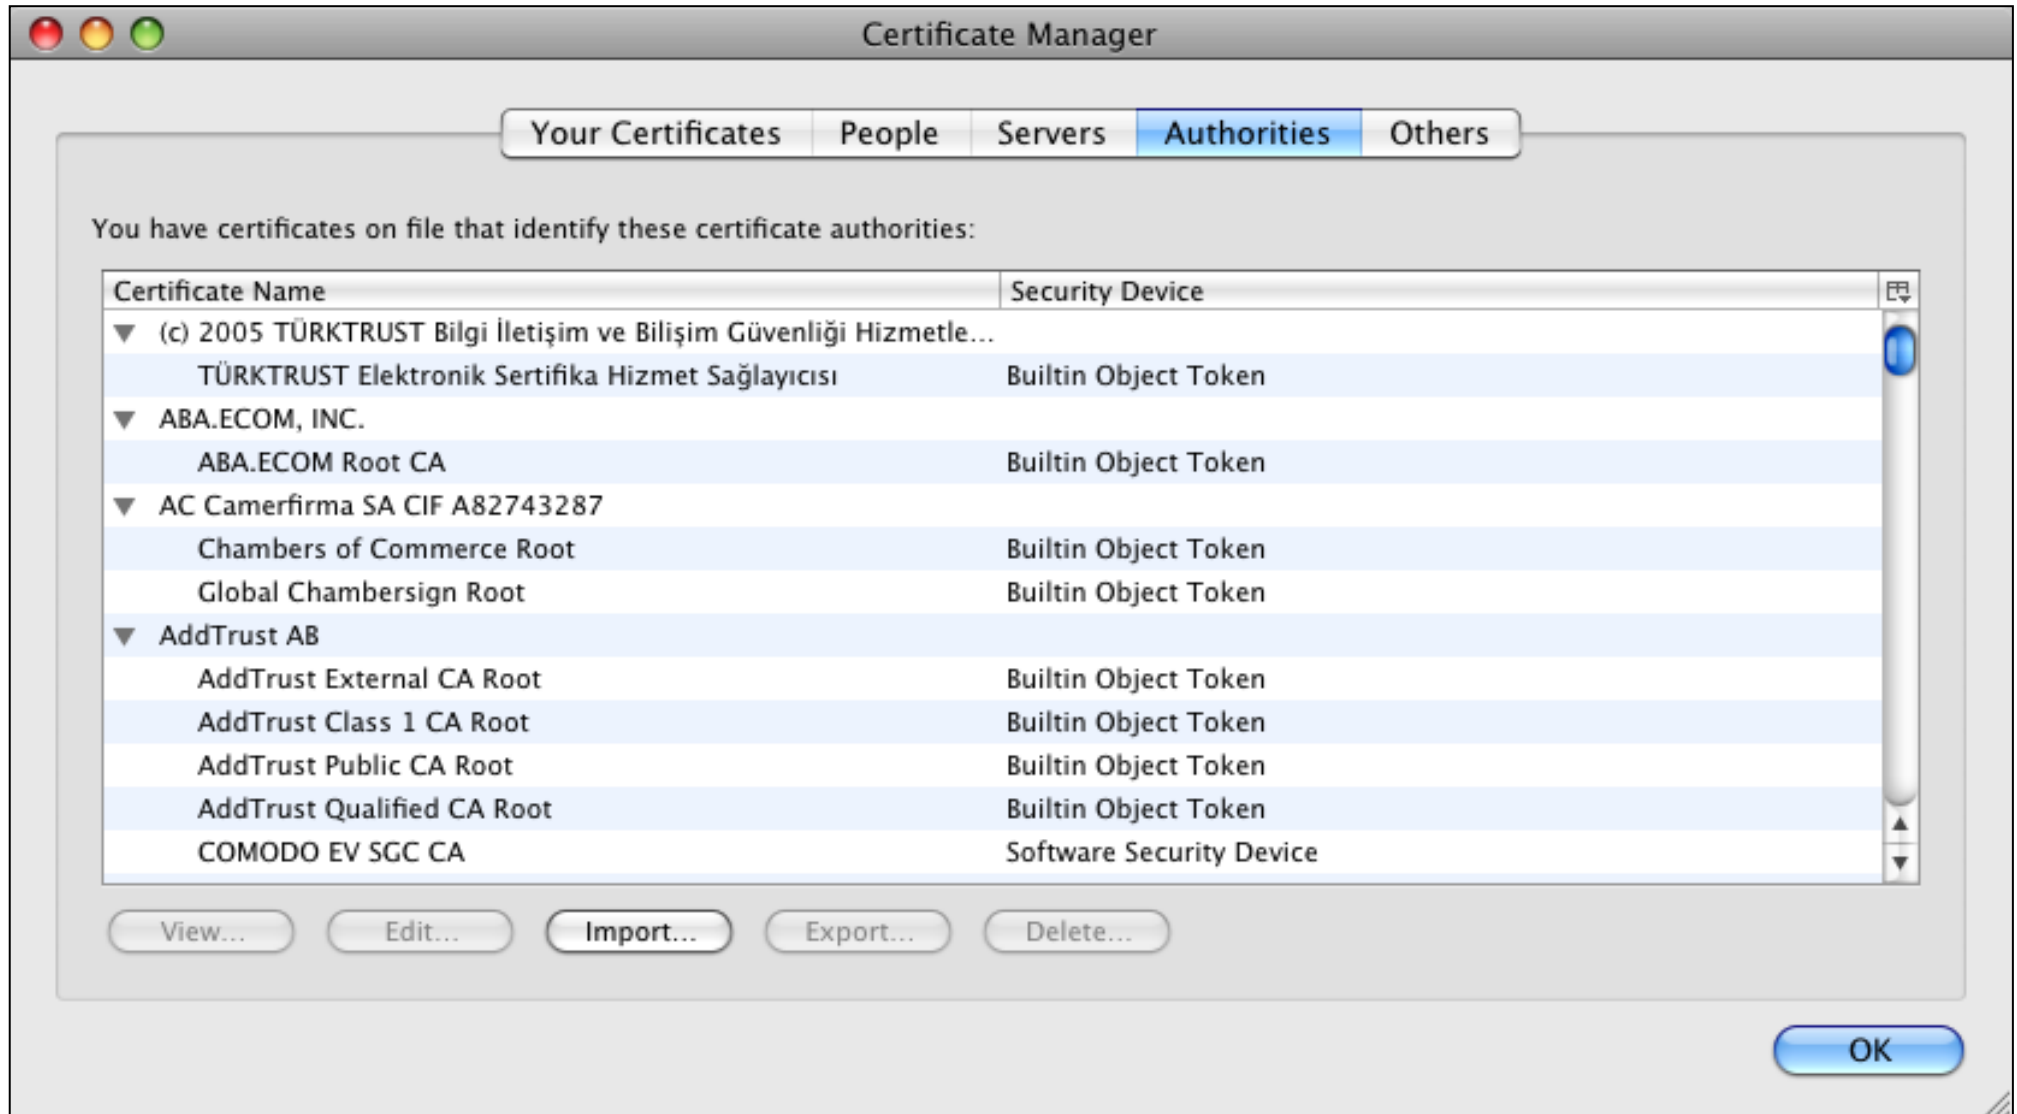 Certificate Manager
Your Certificates People Servers Authorities Others
You have certificates on file that identify these certificate authorities:
Certificate Name Security Device
(c) 2005 TÜRKTRUST Bilgi İletişim ve Bilişim Güvenliği Hizmetle...
TÜRKTRUST Elektronik Sertifika Hizmet Sağlayıcısı Builtin Object Token
ABA.ECOM, INC.
ABA.ECOM Root CA Builtin Object Token
AC Camerfirma SA CIF A82743287
Chambers of Commerce Root Builtin Object Token
Global Chambersign Root Builtin Object Token
AddTrust AB
AddTrust External CA Root Builtin Object Token
AddTrust Class 1 CA Root Builtin Object Token
AddTrust Public CA Root Builtin Object Token
AddTrust Qualified CA Root Builtin Object Token
COMODO EV SGC CA Software Security Device
View... Edit... Import... Export... Delete...
OK